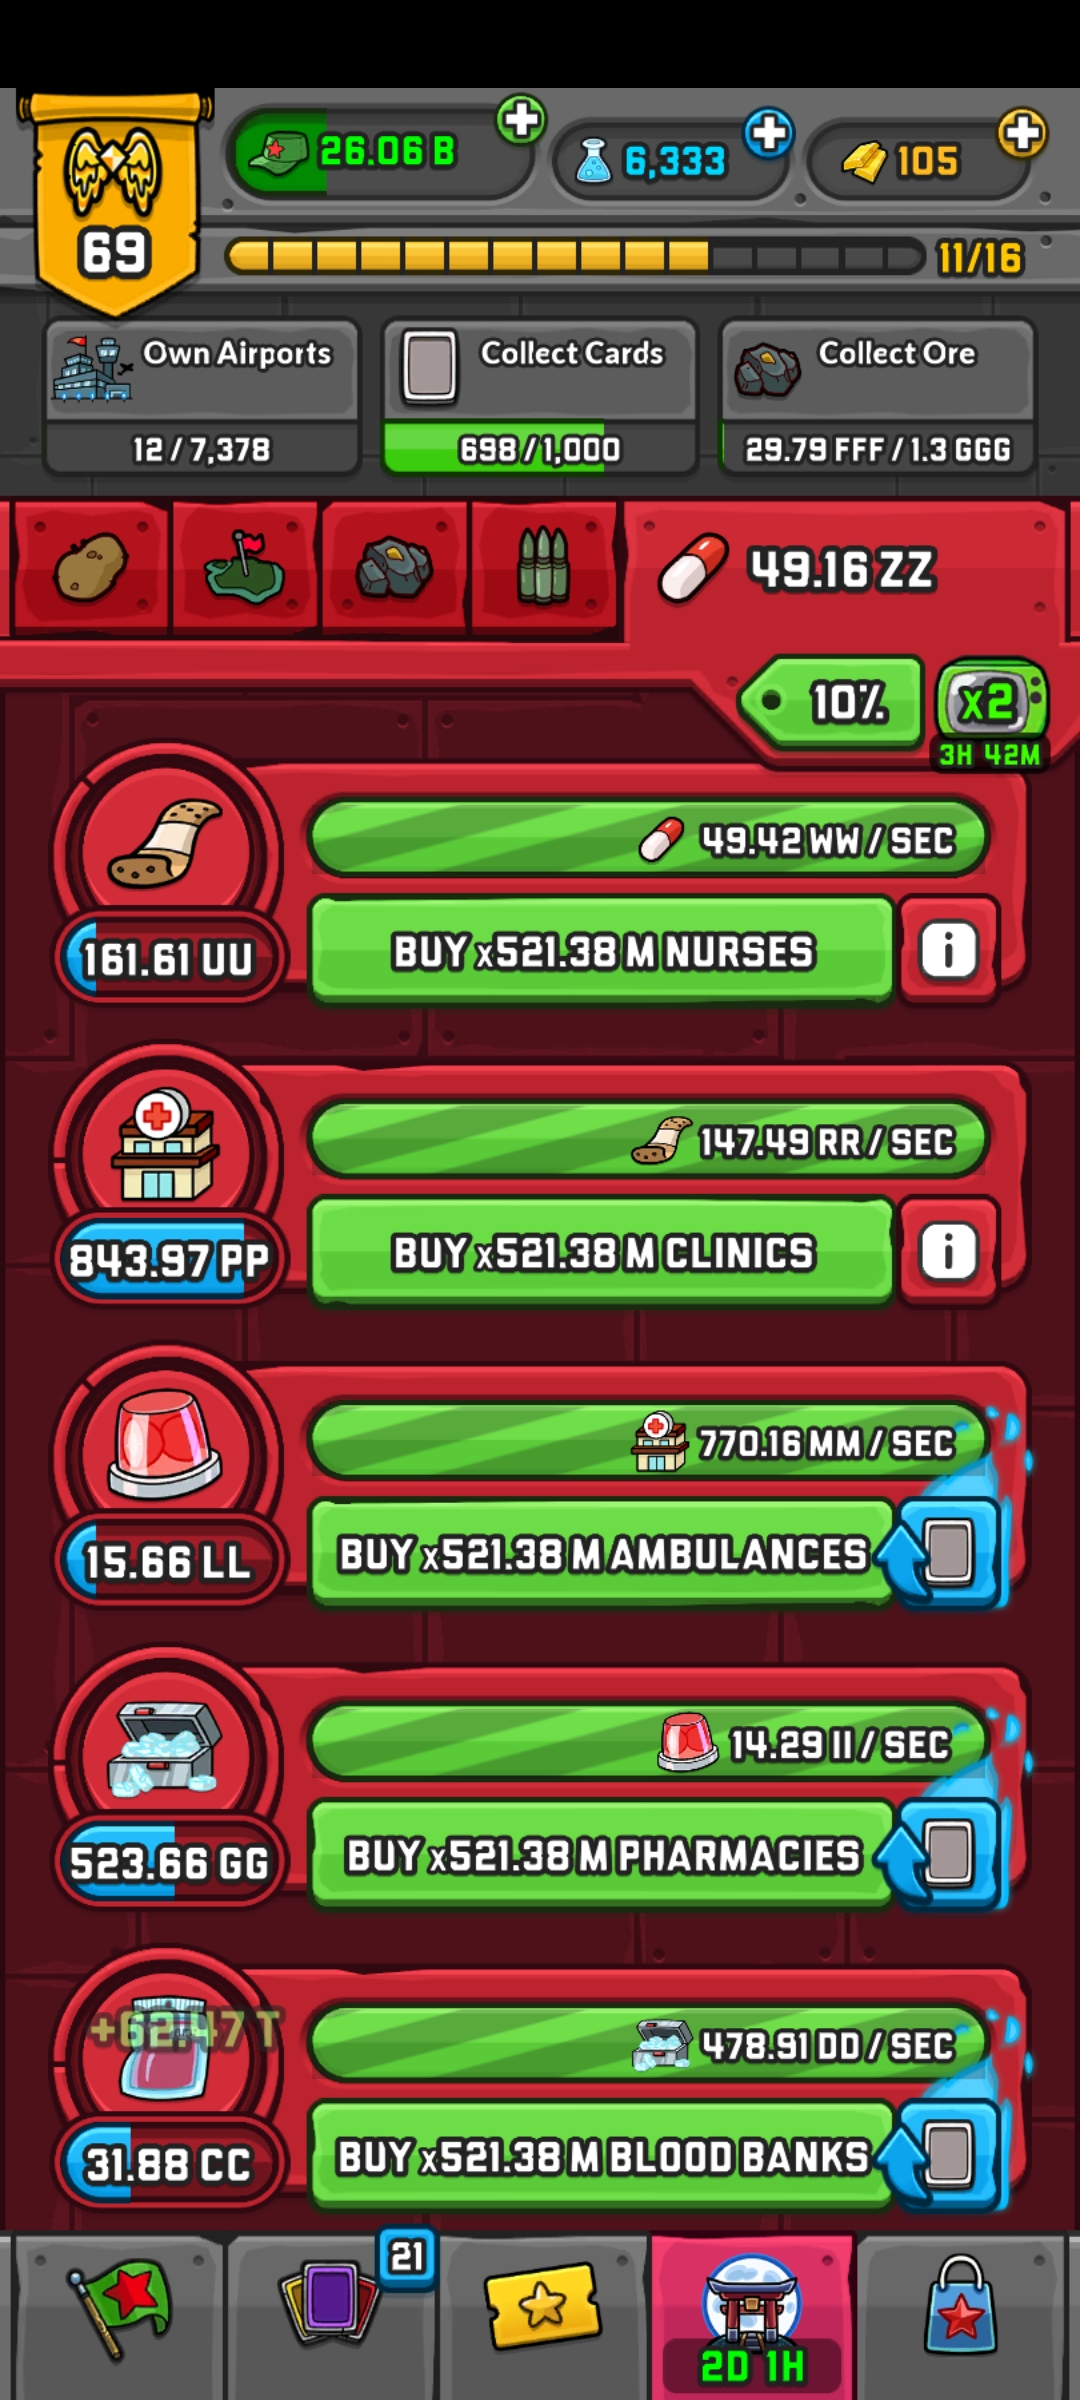 69
26.06 B
6,333
105
11/16
Own Airports
12 / 7,378
Collect Cards
698 / 1,000
Collect Ore
29.79 FFF / 1.3 GGG
49.16 ZZ
10%
x2
3H 42M
49.42 WW / SEC
161.61 UU
BUY x521.38 M NURSES
i
147.49 RR / SEC
843.97 PP
BUY x521.38 M CLINICS
i
770.16 MM / SEC
15.66 LL
BUY x521.38 M AMBULANCES
14.29 II / SEC
523.66 GG
BUY x521.38 M PHARMACIES
+62.47 T
478.91 DD / SEC
31.88 CC
BUY x521.38 M BLOOD BANKS
21
2D 1H